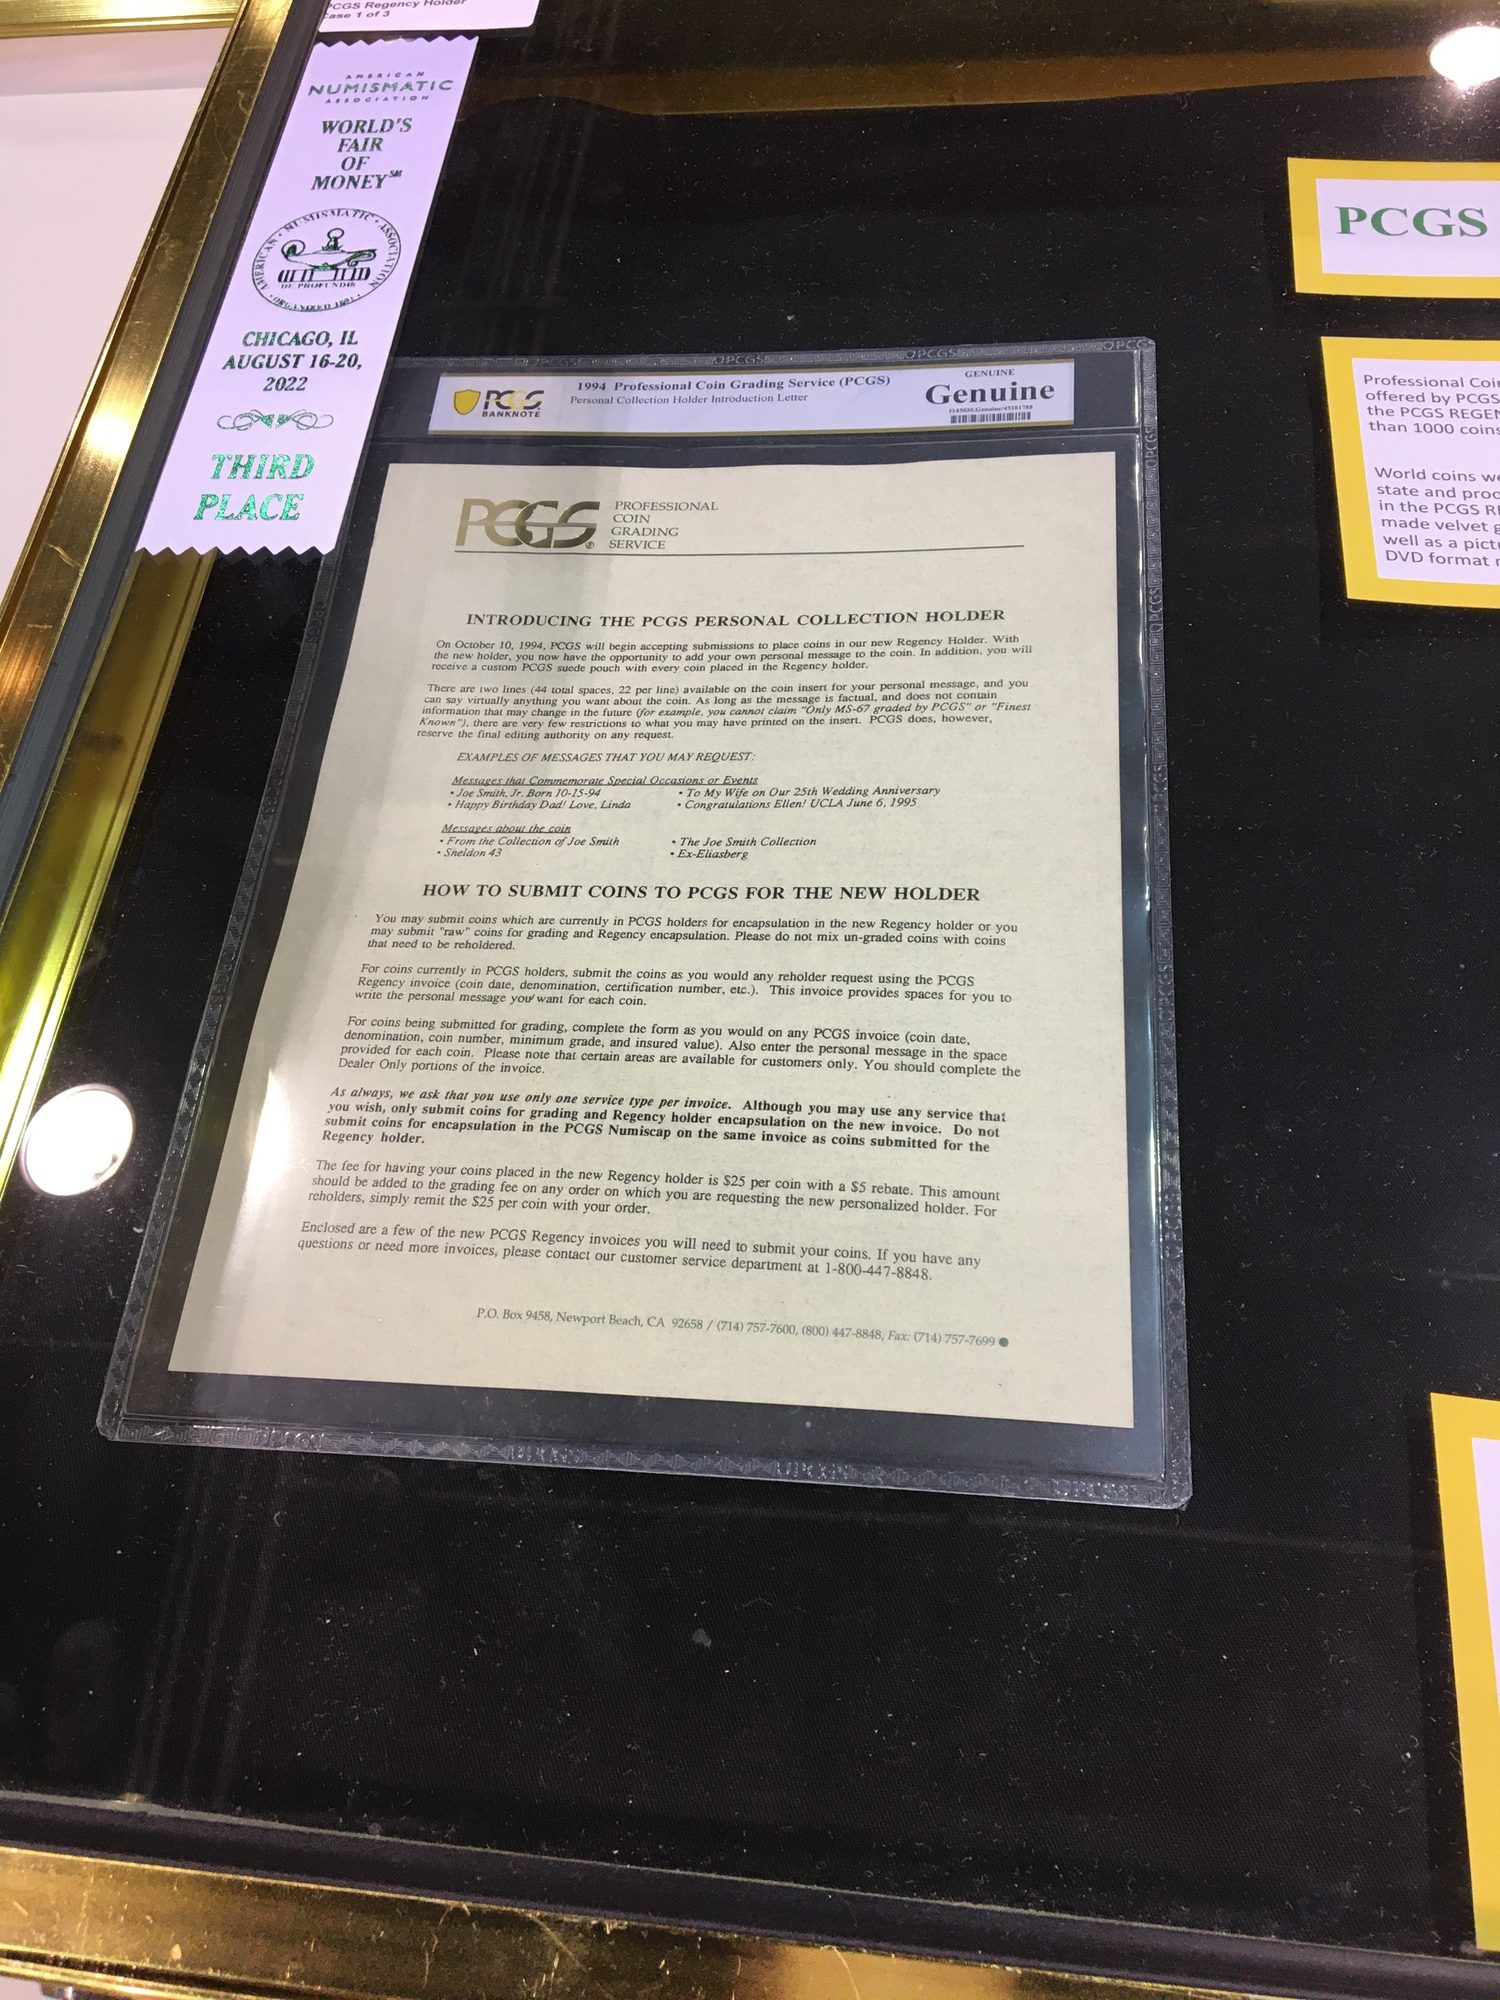 PCGS Regency Holder
Case 1 of 3
AMERICAN
NUMISMATIC
ASSOCIATION
WORLD'S
FAIR
OF
MONEY℠
AMERICAN · NUMISMATIC · ASSOCIATION
DE PROFUNDIS
· ORGANIZED 1891 ·
CHICAGO, IL
AUGUST 16-20,
2022
THIRD
PLACE
PCGS
BANKNOTE
1994 Professional Coin Grading Service (PCGS)
Personal Collection Holder Introduction Letter
GENUINE
Genuine
PCGS
PROFESSIONAL
COIN
GRADING
SERVICE
INTRODUCING THE PCGS PERSONAL COLLECTION HOLDER
On October 10, 1994, PCGS will begin accepting submissions to place coins in our new Regency Holder. With
the new holder, you now have the opportunity to add your own personal message to the coin. In addition, you will
receive a custom PCGS suede pouch with every coin placed in the Regency holder.
There are two lines (44 total spaces, 22 per line) available on the coin insert for your personal message, and you
can say virtually anything you want about the coin. As long as the message is factual, and does not contain
information that may change in the future (for example, you cannot claim "Only MS-67 graded by PCGS" or "Finest
Known"), there are very few restrictions to what you may have printed on the insert. PCGS does, however,
reserve the final editing authority on any request.
EXAMPLES OF MESSAGES THAT YOU MAY REQUEST:
Messages that Commemorate Special Occasions or Events
• Joe Smith, Jr. Born 10-15-94
• To My Wife on Our 25th Wedding Anniversary
• Happy Birthday Dad! Love, Linda
• Congratulations Ellen! UCLA June 6, 1995
Messages about the coin
• From the Collection of Joe Smith
• The Joe Smith Collection
• Sheldon 43
• Ex-Eliasberg
HOW TO SUBMIT COINS TO PCGS FOR THE NEW HOLDER
You may submit coins which are currently in PCGS holders for encapsulation in the new Regency holder or you
may submit "raw" coins for grading and Regency encapsulation. Please do not mix un-graded coins with coins
that need to be reholdered.
For coins currently in PCGS holders, submit the coins as you would any reholder request using the PCGS
Regency invoice (coin date, denomination, certification number, etc.). This invoice provides spaces for you to
write the personal message you want for each coin.
For coins being submitted for grading, complete the form as you would on any PCGS invoice (coin date,
denomination, coin number, minimum grade, and insured value). Also enter the personal message in the space
provided for each coin. Please note that certain areas are available for customers only. You should complete the
Dealer Only portions of the invoice.
As always, we ask that you use only one service type per invoice. Although you may use any service that
you wish, only submit coins for grading and Regency holder encapsulation on the new invoice. Do not
submit coins for encapsulation in the PCGS Numiscap on the same invoice as coins submitted for the
Regency holder.
The fee for having your coins placed in the new Regency holder is $25 per coin with a $5 rebate. This amount
should be added to the grading fee on any order on which you are requesting the new personalized holder. For
reholders, simply remit the $25 per coin with your order.
Enclosed are a few of the new PCGS Regency invoices you will need to submit your coins. If you have any
questions or need more invoices, please contact our customer service department at 1-800-447-8848.
P.O. Box 9458, Newport Beach, CA 92658 / (714) 757-7600, (800) 447-8848, Fax: (714) 757-7699
PCGS
Professional Coin
offered by PCGS
the PCGS REGEN
than 1000 coins
World coins we
state and proo
in the PCGS R
made velvet
well as a pict
DVD format